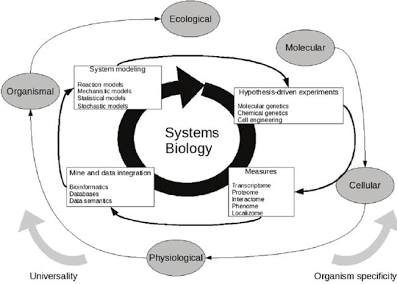 Ecological
Molecular
Organismal
System modeling
Reaction models
Mechanistic models
Statistical models
Stochastic models
Hypothesis-driven experiments
Molecular genetics
Chemical genetics
Cell engineering
Systems
Biology
Mine and data integration
Bioinformatics
Databases
Data semantics
Measures
Transcriptome
Proteome
Interactome
Phenome
Localizome
Cellular
Physiological
Universality
Organism specificity